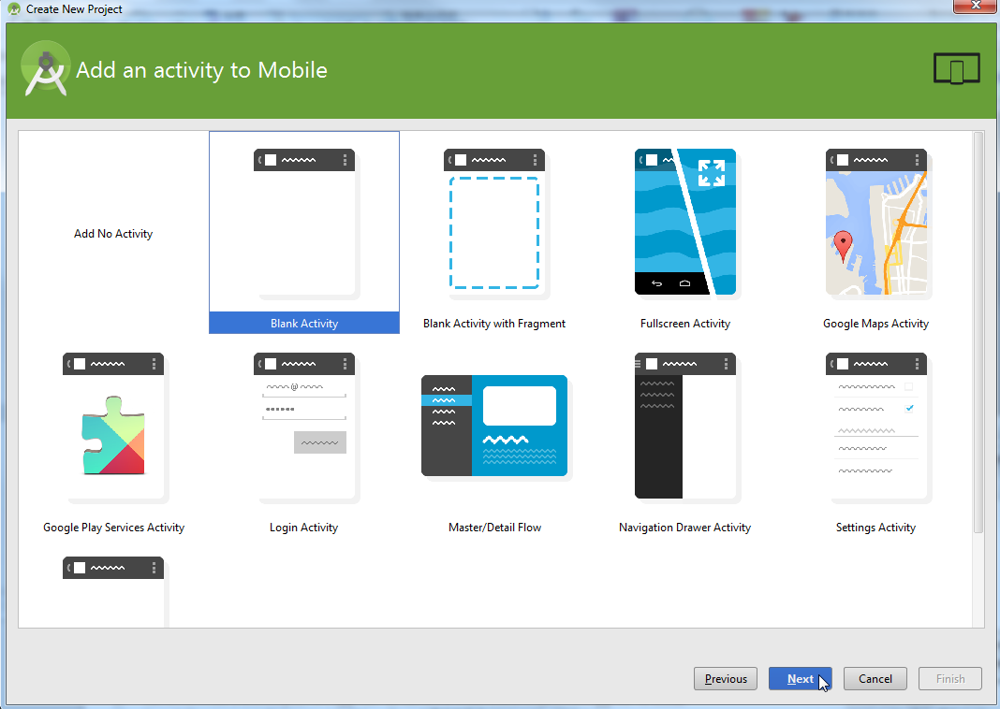 Create New Project
Add an activity to Mobile
Add No Activity
Blank Activity
Blank Activity with Fragment
Fullscreen Activity
Google Maps Activity
Google Play Services Activity
Login Activity
Master/Detail Flow
Navigation Drawer Activity
Settings Activity
Previous
Next
Cancel
Finish